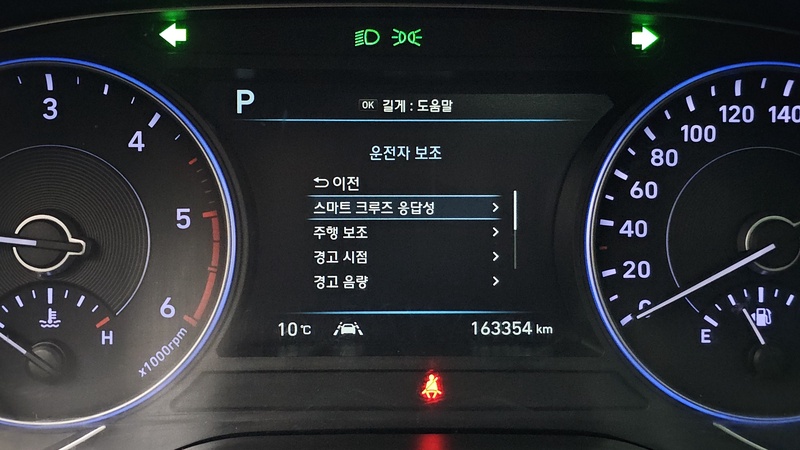 P
OK 길게 : 도움말
운전자 보조
이전
스마트 크루즈 응답성
주행 보조
경고 시점
경고 음량
10 ℃
163354 km
3
4
5
6
x1000rpm
H
0
20
40
60
80
100
120
140
E